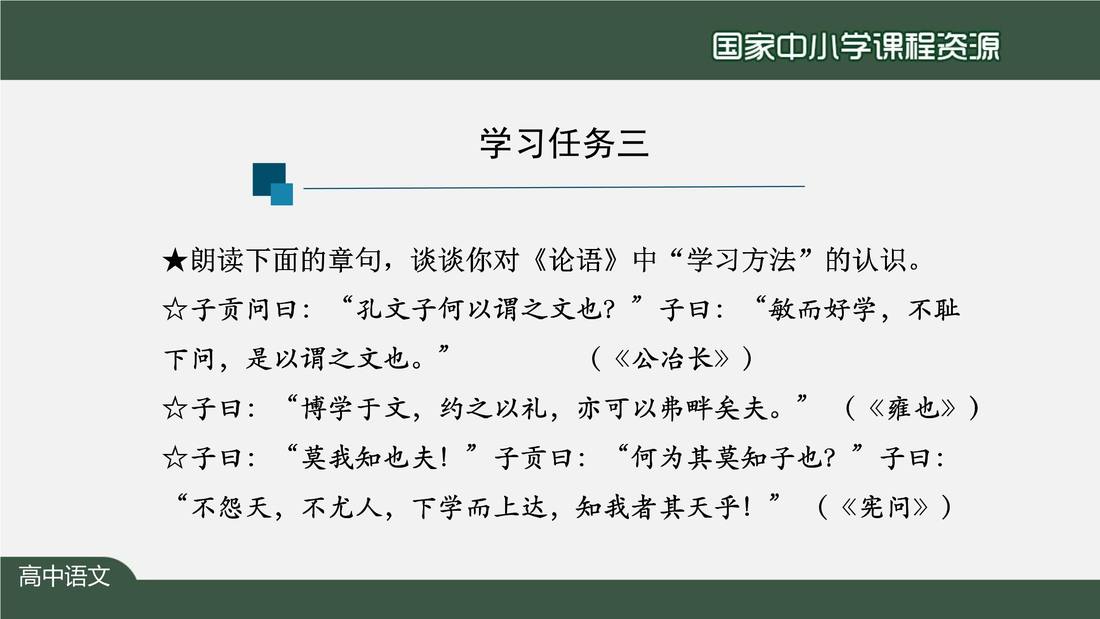 国家中小学课程资源
学习任务三
★朗读下面的章句，谈谈你对《论语》中“学习方法”的认识。
☆子贡问曰：“孔文子何以谓之文也？”子曰：“敏而好学，不耻
下问，是以谓之文也。”（《公冶长》）
☆子曰：“博学于文，约之以礼，亦可以弗畔矣夫。”（《雍也》）
☆子曰：“莫我知也夫！”子贡曰：“何为其莫知子也？”子曰：
“不怨天，不尤人，下学而上达，知我者其天乎！”（《宪问》）
高中语文